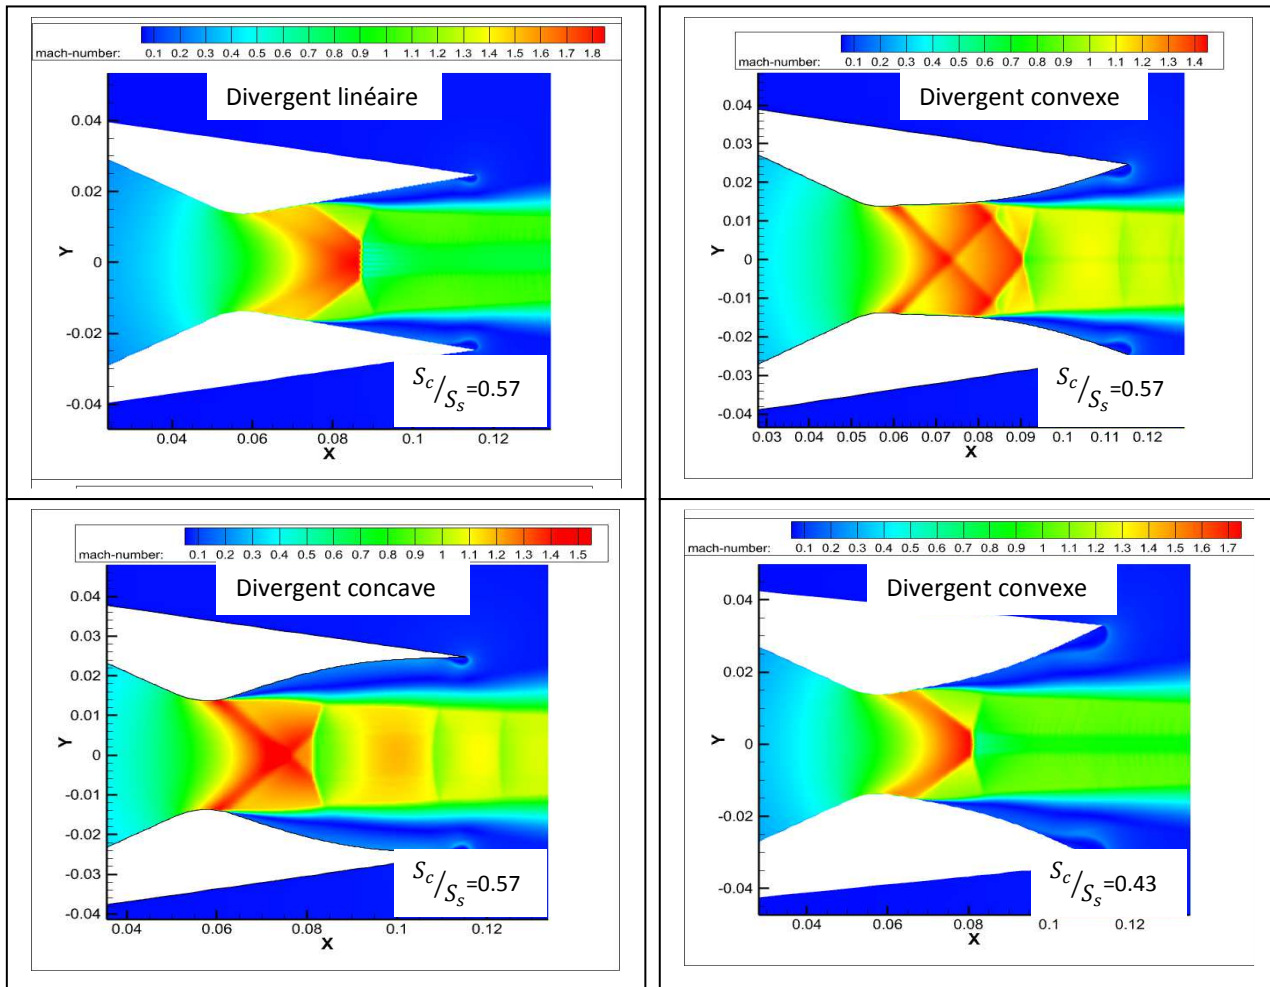 mach-number: 0.1 0.2 0.3 0.4 0.5 0.6 0.7 0.8 0.9 1 1.1 1.2 1.3 1.4 1.5 1.6 1.7 1.8
Divergent linéaire
0.04
0.02
Y
0
-0.02
-0.04
S_c/S_s=0.57
0.04 0.06 0.08 0.1 0.12
X
mach-number: 0.1 0.2 0.3 0.4 0.5 0.6 0.7 0.8 0.9 1 1.1 1.2 1.3 1.4
Divergent convexe
0.04
0.03
0.02
0.01
Y
0
-0.01
-0.02
-0.03
-0.04
S_c/S_s=0.57
0.03 0.04 0.05 0.06 0.07 0.08 0.09 0.1 0.11 0.12
X
mach-number: 0.1 0.2 0.3 0.4 0.5 0.6 0.7 0.8 0.9 1 1.1 1.2 1.3 1.4 1.5
Divergent concave
0.04
0.03
0.02
0.01
Y
0
-0.01
-0.02
-0.03
-0.04
S_c/S_s=0.57
0.04 0.06 0.08 0.1 0.12
X
mach-number: 0.1 0.2 0.3 0.4 0.5 0.6 0.7 0.8 0.9 1 1.1 1.2 1.3 1.4 1.5 1.6 1.7
Divergent convexe
0.04
0.02
Y
0
-0.02
-0.04
S_c/S_s=0.43
0.04 0.06 0.08 0.1 0.12
X